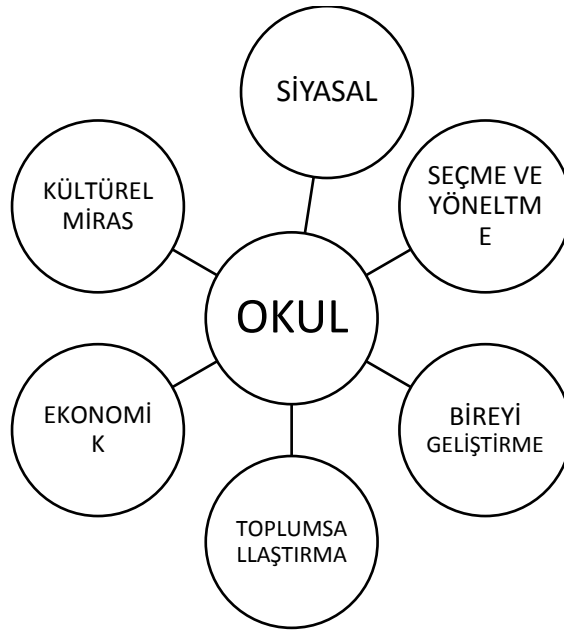 SİYASAL
SEÇME VE
YÖNELTM
E
BİREYİ
GELİŞTİRME
TOPLUMSA
LLAŞTIRMA
EKONOMİ
K
KÜLTÜREL
MİRAS
OKUL